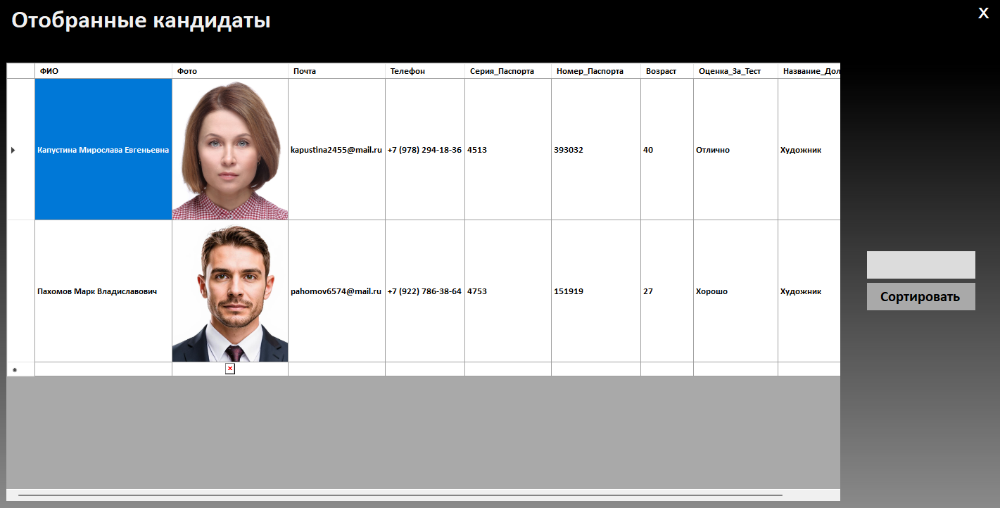 Отобранные кандидаты X
ФИО Фото Почта Телефон Серия_Паспорта Номер_Паспорта Возраст Оценка_За_Тест Название_Дол
Капустина Мирослава Евгеньевна kapustina2455@mail.ru +7 (978) 294-18-36 4513 393032 40 Отлично Художник
Пахомов Марк Владиславович pahomov6574@mail.ru +7 (922) 786-38-64 4753 151919 27 Хорошо Художник
Сортировать